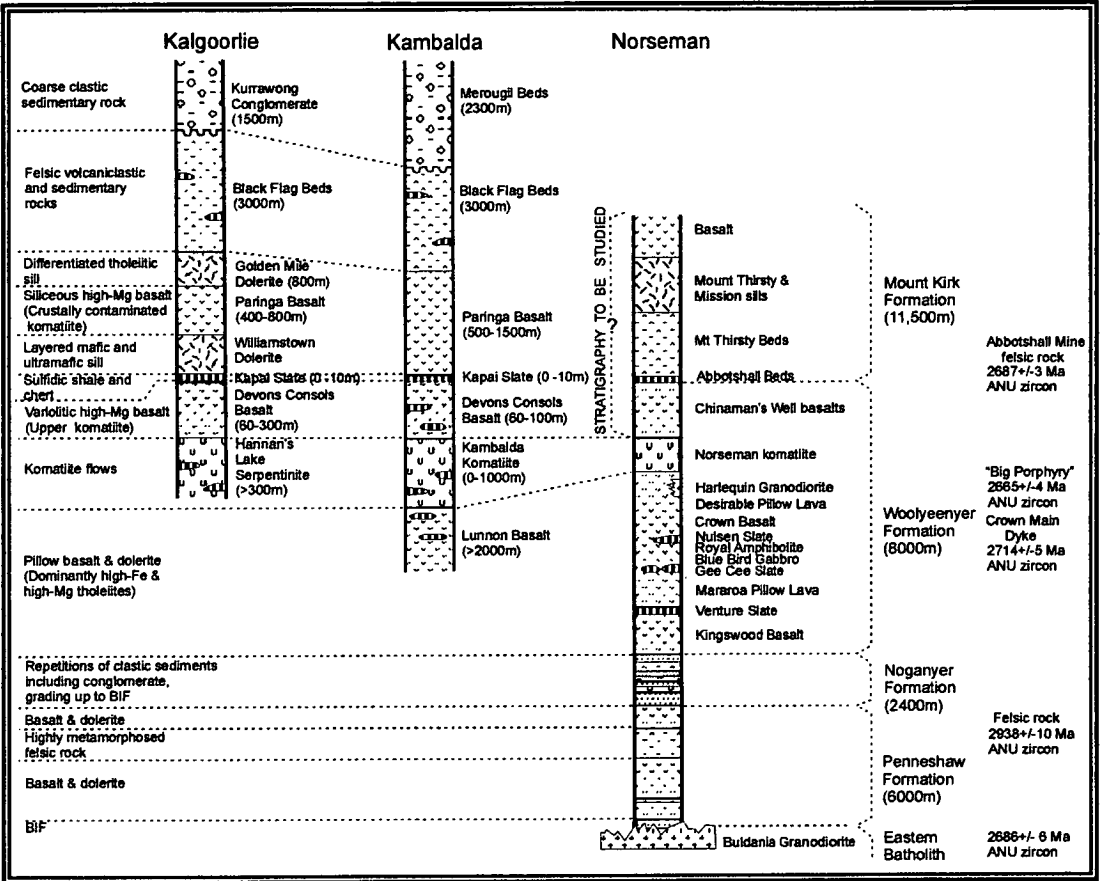 Kalgoorlie
Kambalda
Norseman
Coarse clastic
sedimentary rock
Felsic volcaniclastic
and sedimentary
rocks
Differentiated tholeiitic
sill
Siliceous high-Mg basalt
(Crustally contaminated
komatiite)
Layered mafic and
ultramafic sill
Sulfidic shale and
chert
Variolitic high-Mg basalt
(Upper komatiite)
Komatiite flows
Pillow basalt & dolerite
(Dominantly high-Fe &
high-Mg tholeiites)
Repetitions of clastic sediments
including conglomerate,
grading up to BIF
Basalt & dolerite
Highly metamorphosed
felsic rock
Basalt & dolerite
BIF
Kurrawong
Conglomerate
(1500m)
Black Flag Beds
(3000m)
Golden Mile
Dolerite (800m)
Paringa Basalt
(400-800m)
Williamstown
Dolerite
Kapai Slate (0-10m)
Devons Consols
Basalt
(60-300m)
Hannan's
Lake
Serpentinite
(>300m)
Merougil Beds
(2300m)
Black Flag Beds
(3000m)
Paringa Basalt
(500-1500m)
Kapai Slate (0-10m)
Devons Consols
Basalt (60-100m)
Kambalda
Komatiite
(0-1000m)
Lunnon Basalt
(>2000m)
STRATIGRAPHY TO BE STUDIED
?
Basalt
Mount Thirsty &
Mission sills
Mt Thirsty Beds
Abbotshall Beds
Chinaman's Well basalts
Norseman komatiite
Harlequin Granodiorite
Desirable Pillow Lava
Crown Basalt
Nulsen Slate
Royal Amphibolite
Blue Bird Gabbro
Gee Cee Slate
Mararoa Pillow Lava
Venture Slate
Kingswood Basalt
Buldania Granodiorite
Mount Kirk
Formation
(11,500m)
Woolyeenyer
Formation
(8000m)
Noganyer
Formation
(2400m)
Penneshaw
Formation
(6000m)
Eastern
Batholith
Abbotshall Mine
felsic rock
2687+/-3 Ma
ANU zircon
"Big Porphyry"
2665+/-4 Ma
ANU zircon
Crown Main
Dyke
2714+/-5 Ma
ANU zircon
Felsic rock
2938+/-10 Ma
ANU zircon
2686+/- 6 Ma
ANU zircon